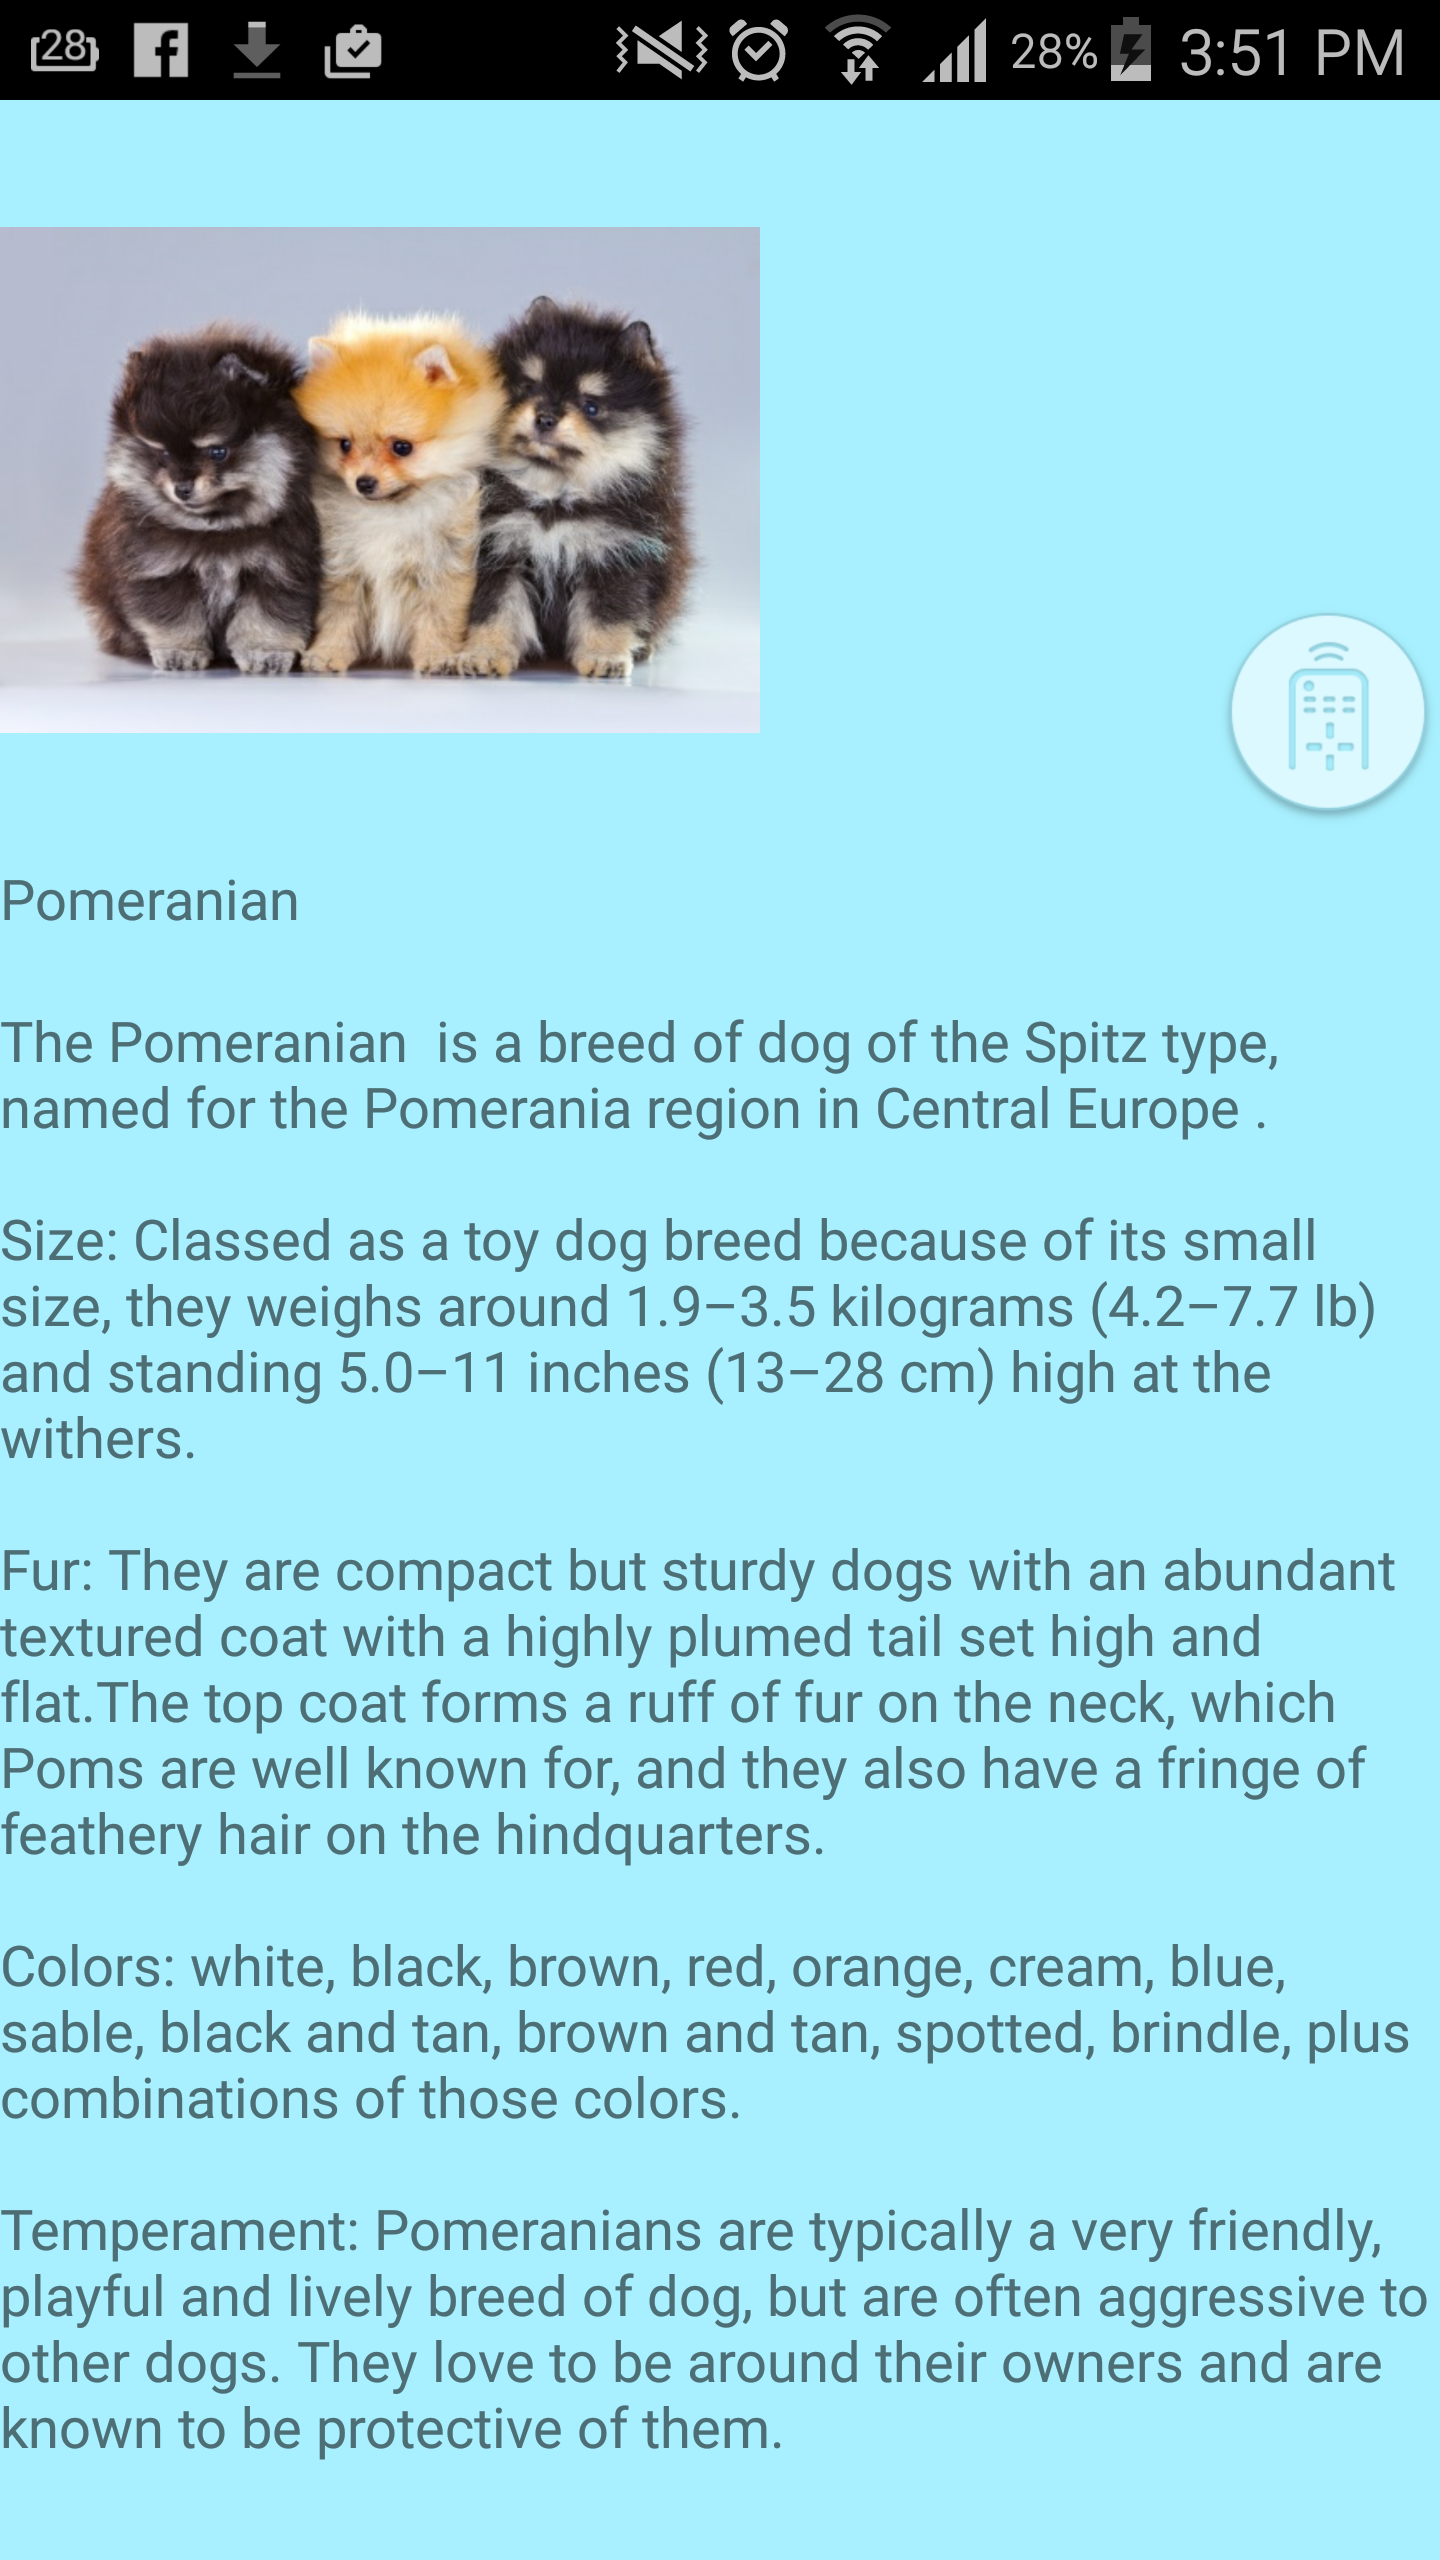 28 28% 3:51 PM
Pomeranian
The Pomeranian  is a breed of dog of the Spitz type,
named for the Pomerania region in Central Europe .
Size: Classed as a toy dog breed because of its small
size, they weighs around 1.9–3.5 kilograms (4.2–7.7 lb)
and standing 5.0–11 inches (13–28 cm) high at the
withers.
Fur: They are compact but sturdy dogs with an abundant
textured coat with a highly plumed tail set high and
flat.The top coat forms a ruff of fur on the neck, which
Poms are well known for, and they also have a fringe of
feathery hair on the hindquarters.
Colors: white, black, brown, red, orange, cream, blue,
sable, black and tan, brown and tan, spotted, brindle, plus
combinations of those colors.
Temperament: Pomeranians are typically a very friendly,
playful and lively breed of dog, but are often aggressive to
other dogs. They love to be around their owners and are
known to be protective of them.